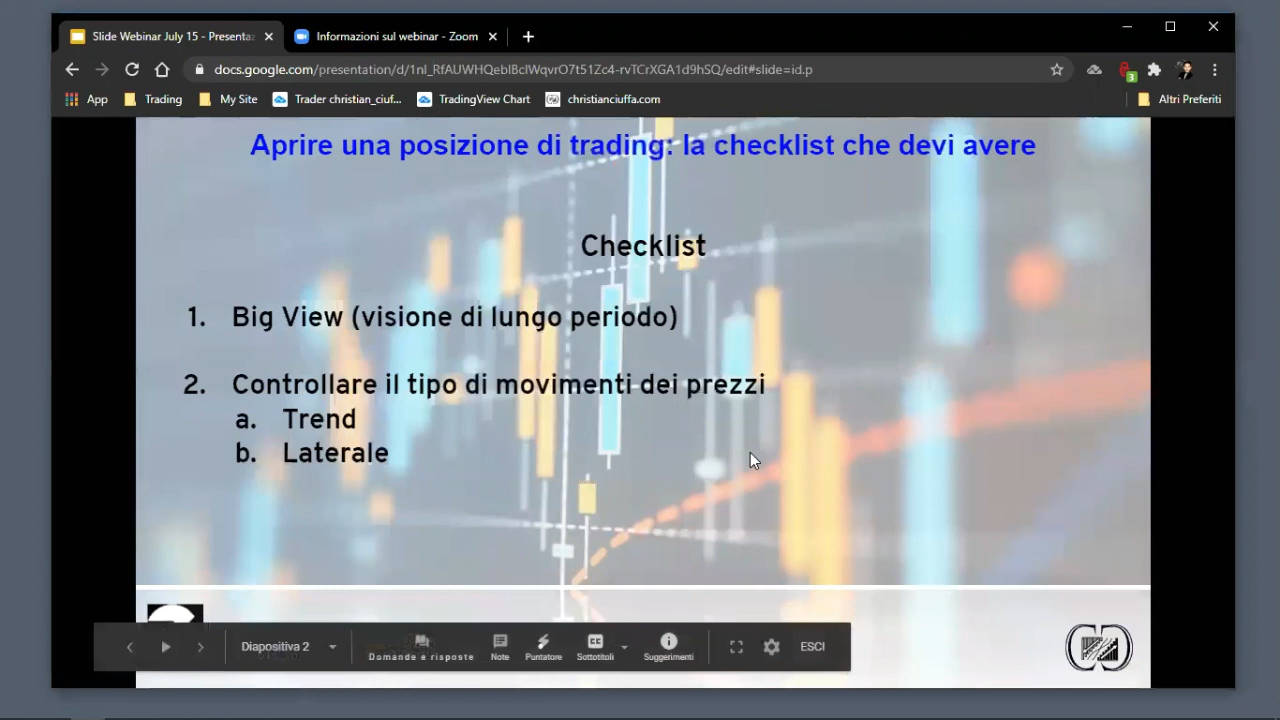 Slide Webinar July 15 - Presentaz
Informazioni sul webinar - Zoom
docs.google.com/presentation/d/1nl_RfAUWHQeblBclWqvrO7t51Zc4-rvTCrXGA1d9hSQ/edit#slide=id.p
3
App
Trading
My Site
Trader christian_ciuf...
TradingView Chart
christianciuffa.com
Altri Preferiti
Aprire una posizione di trading: la checklist che devi avere
Checklist
1. Big View (visione di lungo periodo)
2. Controllare il tipo di movimenti dei prezzi
a. Trend
b. Laterale
Diapositiva 2
Domande e risposte
Note
Puntatore
Sottotitoli
Suggerimenti
ESCI